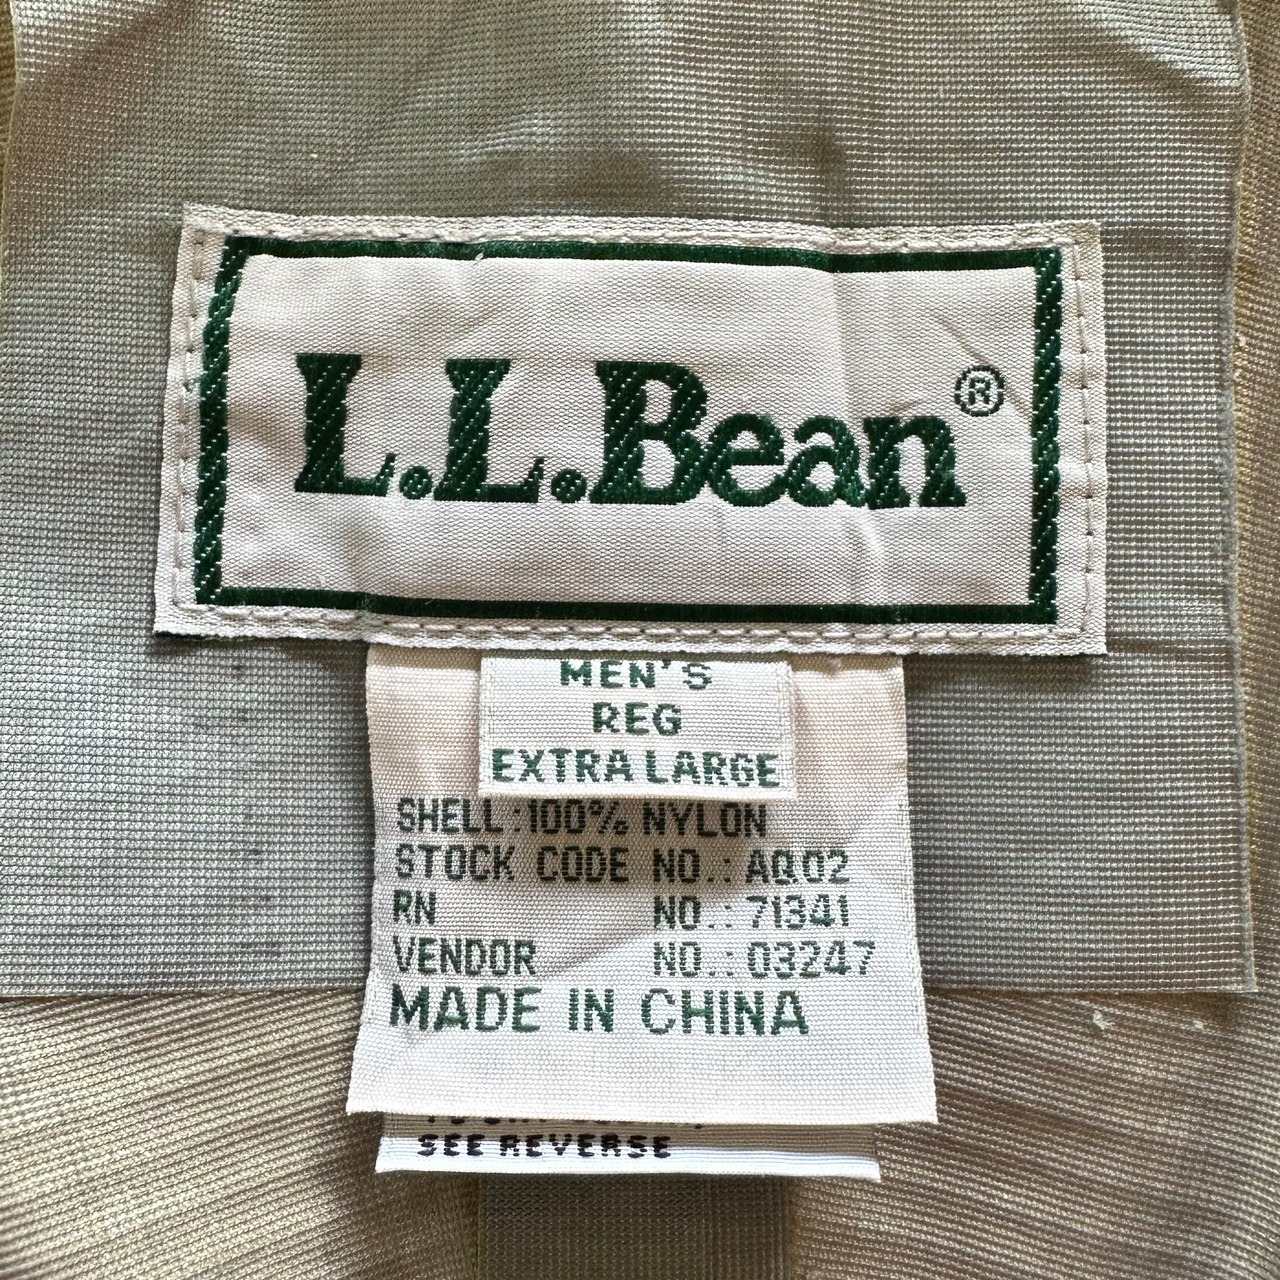 L.L.Bean®
MEN'S
REG
EXTRA LARGE
SHELL:100% NYLON
STOCK CODE NO.: AQ02
RN NO.: 71341
VENDOR NO.: 03247
MADE IN CHINA
SEE REVERSE